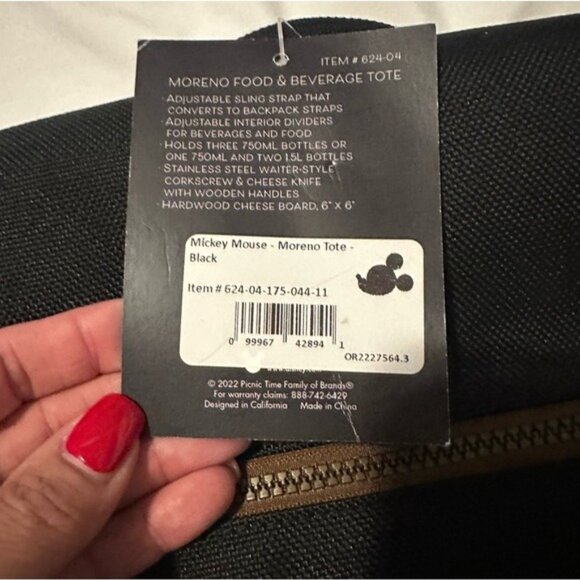 ITEM # 624-04
MORENO FOOD & BEVERAGE TOTE
· ADJUSTABLE SLING STRAP THAT
CONVERTS TO BACKPACK STRAPS
· ADJUSTABLE INTERIOR DIVIDERS
FOR BEVERAGES AND FOOD
· HOLDS THREE 750ML BOTTLES OR
ONE 750ML AND TWO 1.5L BOTTLES
· STAINLESS STEEL WAITER-STYLE
CORKSCREW & CHEESE KNIFE
WITH WOODEN HANDLES
· HARDWOOD CHEESE BOARD, 6" X 6"
Mickey Mouse - Moreno Tote -
Black
Item # 624-04-175-044-11
0 99967 42894 1
OR2227564.3
© 2022 Picnic Time Family of Brands®
For warranty claims: 888-742-6429
Designed in California Made in China